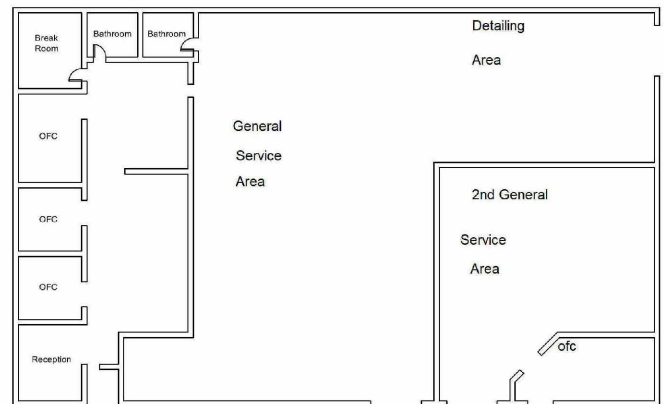 Break
Room
Bathroom
Bathroom
Detailing
Area
OFC
General
Service
Area
2nd General
Service
Area
OFC
OFC
Reception
ofc